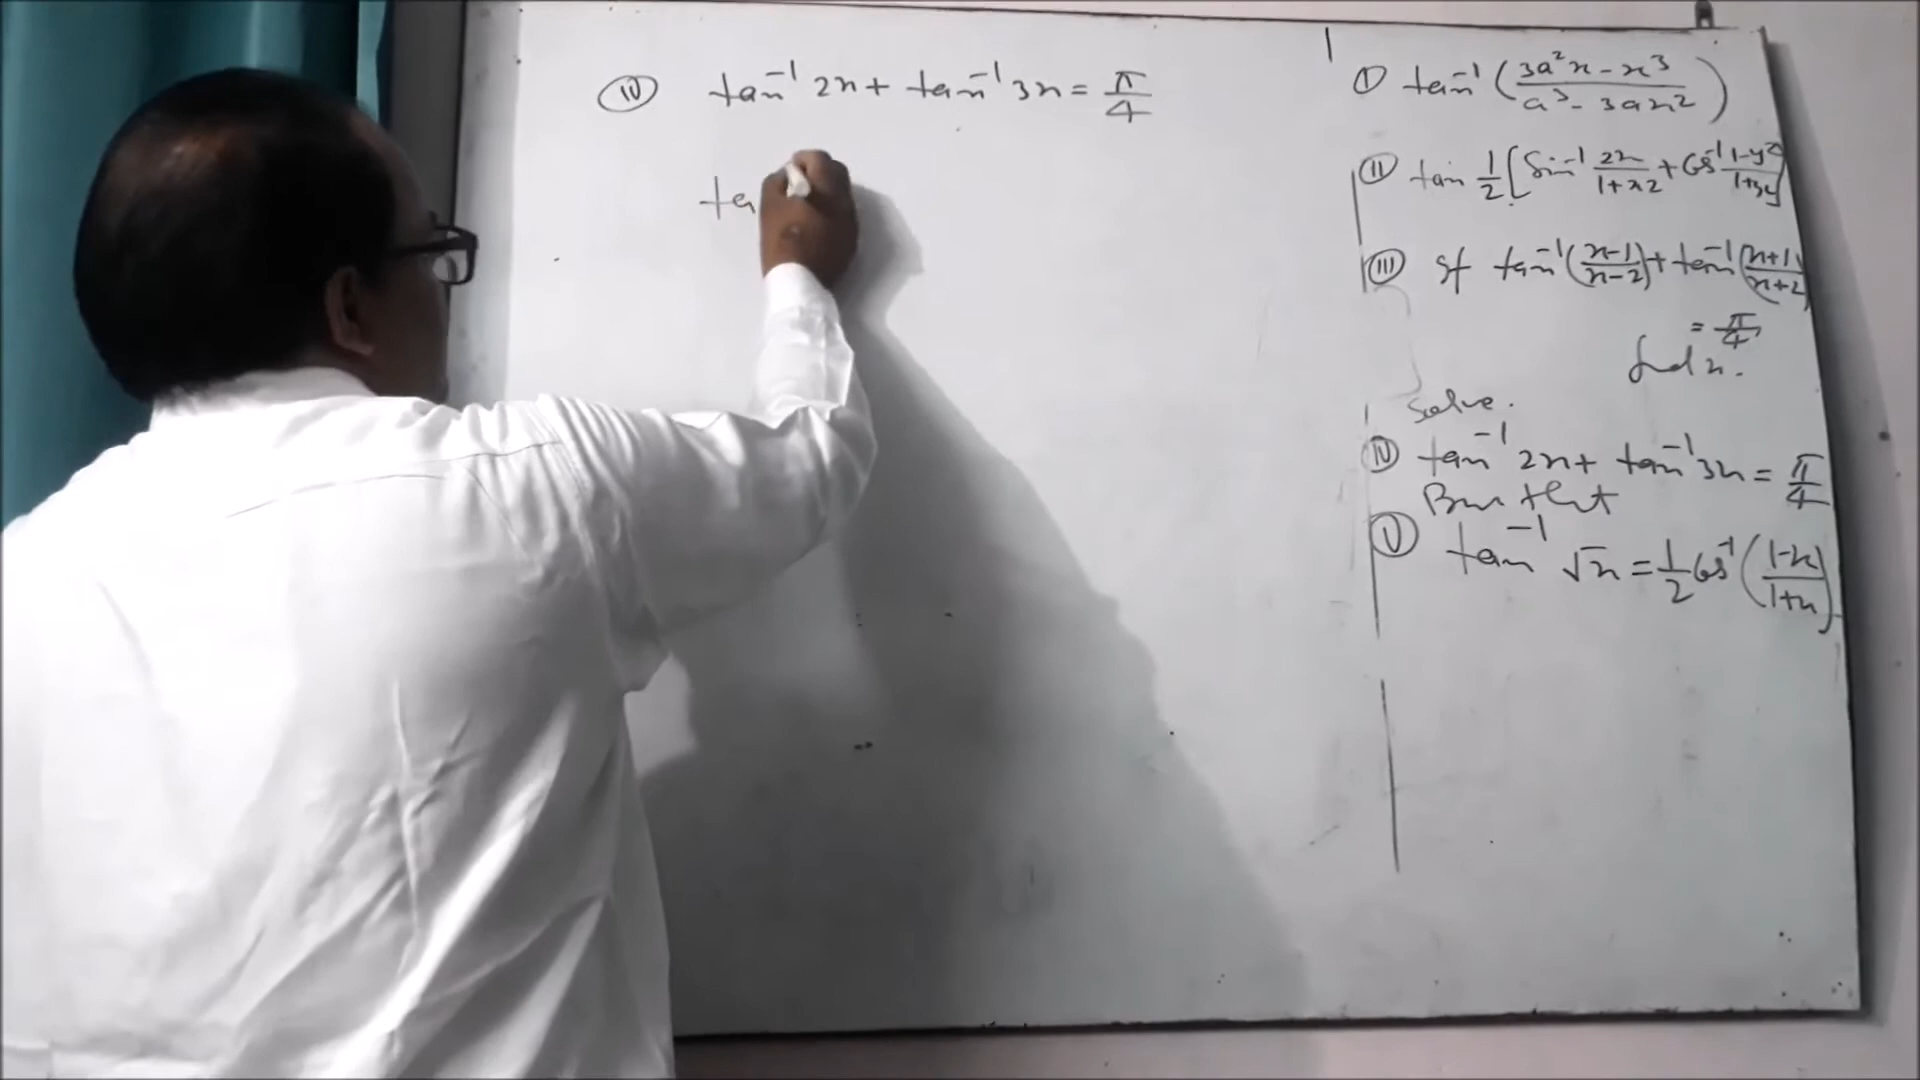 (IV) tan⁻¹ 2x + tan⁻¹ 3x = π/4
ta
(I) tan⁻¹ ( (3a²x - x³) / (a³ - 3ax²) )
(II) tan 1/2 [ Sin⁻¹ 2x/(1+x2) + Cos⁻¹ (1-y²)/(1+y
(III) If tan⁻¹ ( (x-1)/(x-2) ) + tan⁻¹ ( (x+1)/(x+2) )
= π/4
find x.
Solve.
(IV) tan⁻¹ 2x + tan⁻¹ 3x = π/4
that
(V) tan⁻¹ √x = 1/2 Cos⁻¹ ( (1-x)/(1+x) )